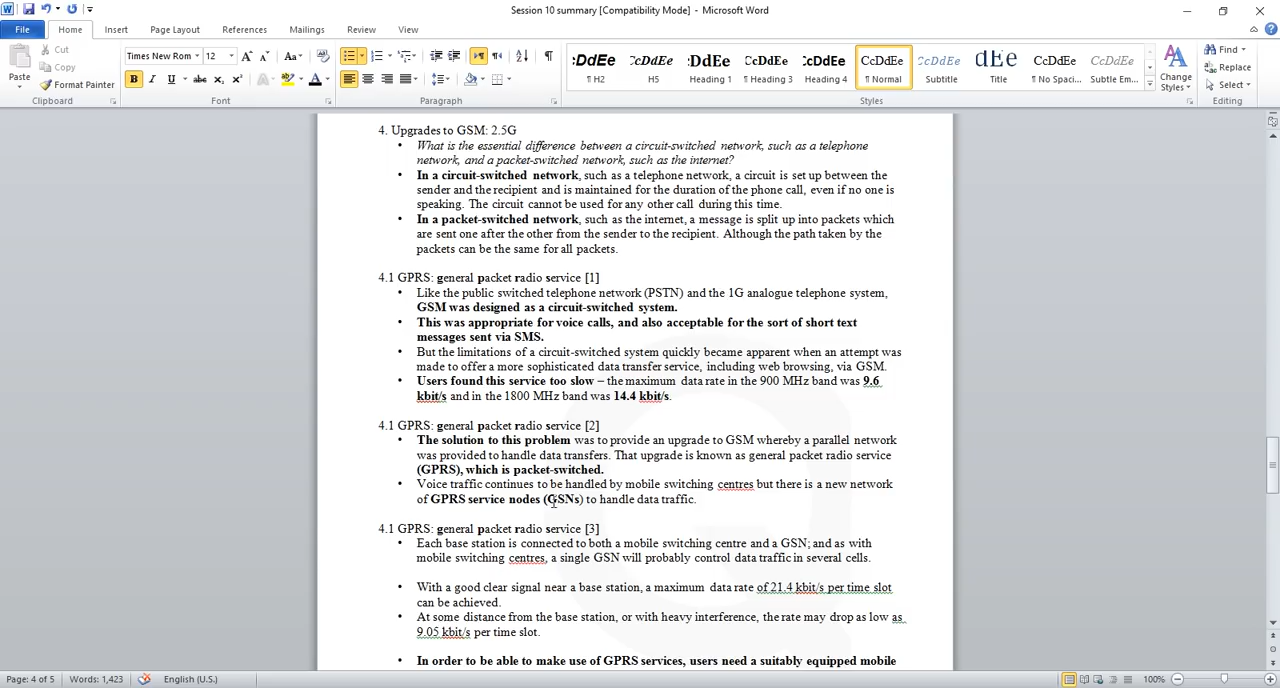 Session 10 summary [Compatibility Mode] - Microsoft Word
File Home Insert Page Layout References Mailings Review View
Paste
Cut
Copy
Format Painter
Clipboard
Times New Rom 12
Font
Paragraph
DdEe CcDdEe DdEe CcDdEe CcDdEe CcDdEe CcDdEe dEe CcDdEe CcDdEe
¶ H2 H5 Heading 1 ¶ Heading 3 Heading 4 ¶ Normal Subtitle Title ¶ No Spaci... Subtle Em...
Styles
Change
Styles
Find
Replace
Select
Editing
4. Upgrades to GSM: 2.5G
• What is the essential difference between a circuit-switched network, such as a telephone
network, and a packet-switched network, such as the internet?
• In a circuit-switched network, such as a telephone network, a circuit is set up between the
sender and the recipient and is maintained for the duration of the phone call, even if no one is
speaking. The circuit cannot be used for any other call during this time.
• In a packet-switched network, such as the internet, a message is split up into packets which
are sent one after the other from the sender to the recipient. Although the path taken by the
packets can be the same for all packets.
4.1 GPRS: general packet radio service [1]
• Like the public switched telephone network (PSTN) and the 1G analogue telephone system,
GSM was designed as a circuit-switched system.
• This was appropriate for voice calls, and also acceptable for the sort of short text
messages sent via SMS.
• But the limitations of a circuit-switched system quickly became apparent when an attempt was
made to offer a more sophisticated data transfer service, including web browsing, via GSM.
• Users found this service too slow – the maximum data rate in the 900 MHz band was 9.6
kbit/s and in the 1800 MHz band was 14.4 kbit/s.
4.1 GPRS: general packet radio service [2]
• The solution to this problem was to provide an upgrade to GSM whereby a parallel network
was provided to handle data transfers. That upgrade is known as general packet radio service
(GPRS), which is packet-switched.
• Voice traffic continues to be handled by mobile switching centres but there is a new network
of GPRS service nodes (GSNs) to handle data traffic.
4.1 GPRS: general packet radio service [3]
• Each base station is connected to both a mobile switching centre and a GSN; and as with
mobile switching centres, a single GSN will probably control data traffic in several cells.
• With a good clear signal near a base station, a maximum data rate of 21.4 kbit/s per time slot
can be achieved.
• At some distance from the base station, or with heavy interference, the rate may drop as low as
9.05 kbit/s per time slot.
• In order to be able to make use of GPRS services, users need a suitably equipped mobile
Page: 4 of 5 Words: 1,423 English (U.S.) 100%